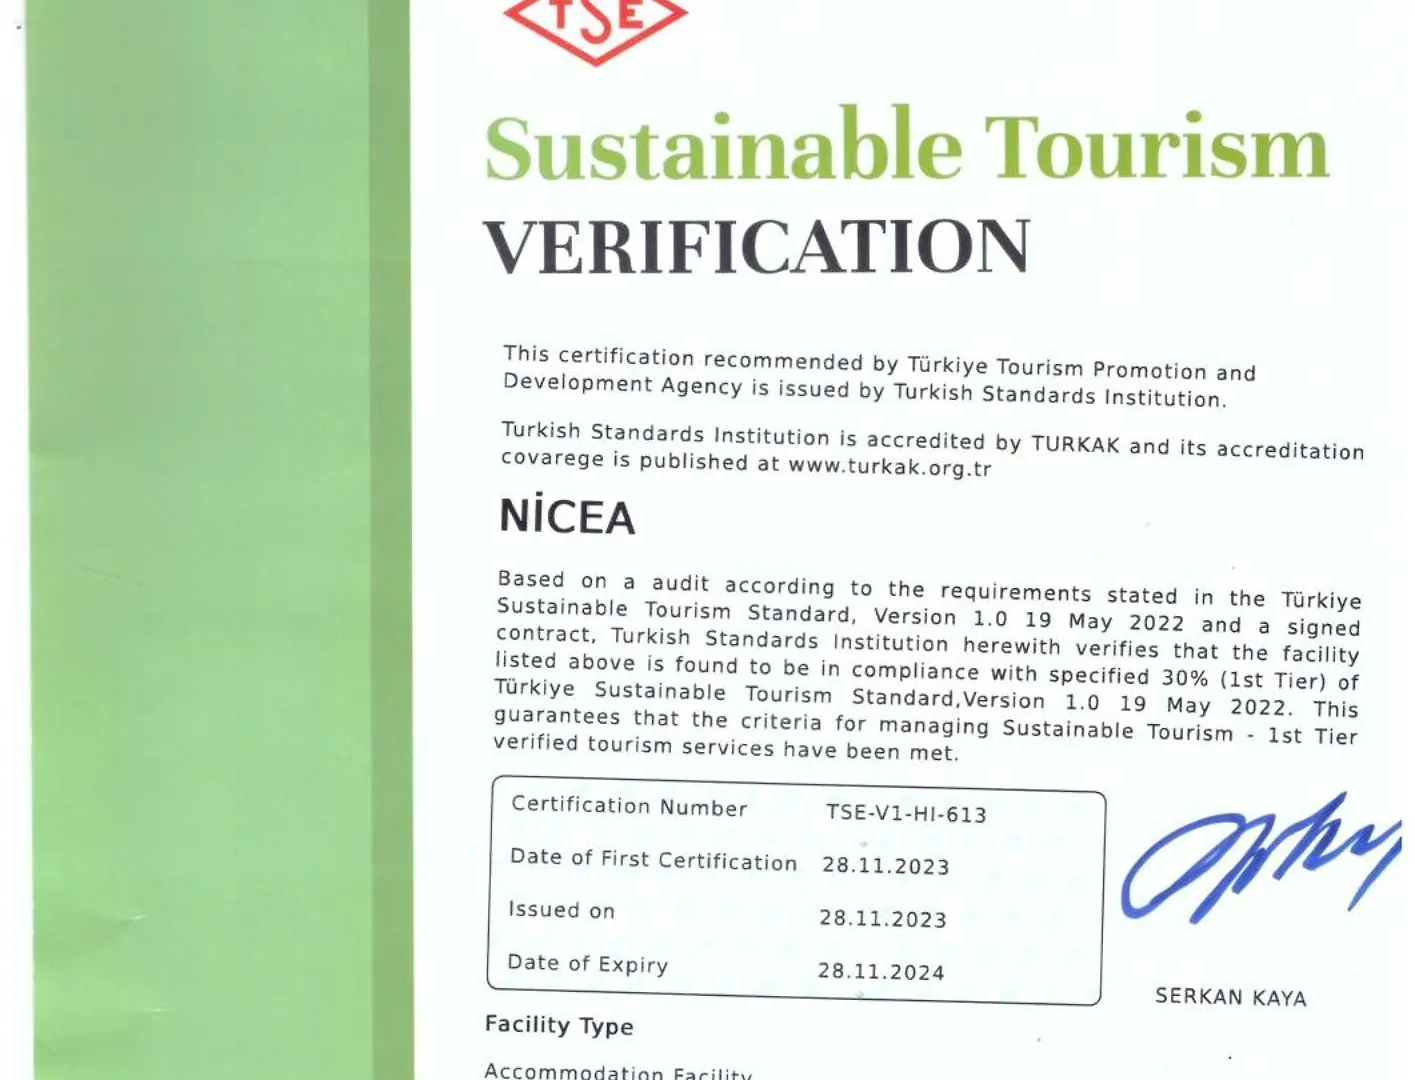 TSE
Sustainable Tourism
VERIFICATION
This certification recommended by Türkiye Tourism Promotion and
Development Agency is issued by Turkish Standards Institution.
Turkish Standards Institution is accredited by TURKAK and its accreditation
covarege is published at www.turkak.org.tr
NİCEA
Based on a audit according to the requirements stated in the Türkiye
Sustainable Tourism Standard, Version 1.0 19 May 2022 and a signed
contract, Turkish Standards Institution herewith verifies that the facility
listed above is found to be in compliance with specified 30% (1st Tier) of
Türkiye Sustainable Tourism Standard,Version 1.0 19 May 2022. This
guarantees that the criteria for managing Sustainable Tourism - 1st Tier
verified tourism services have been met.
Certification Number TSE-V1-HI-613
Date of First Certification 28.11.2023
Issued on 28.11.2023
Date of Expiry 28.11.2024
SERKAN KAYA
Facility Type
Accommodation Facility